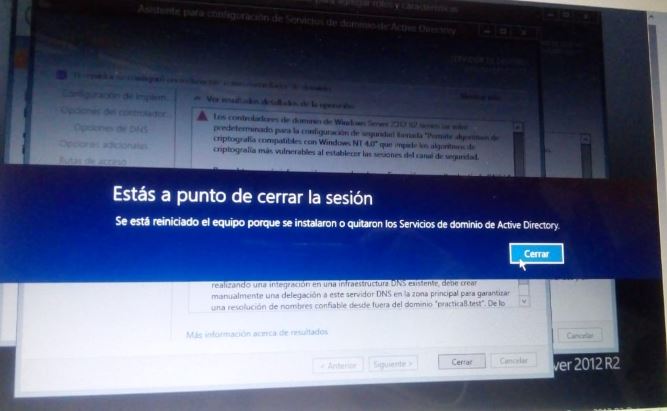 para agregar roles y características
Asistente para configuración de Servicios de dominio de Active Directory
SERVIDOR DE DESTINO
Configuración de implem...
Ver resultados detallados de la operación
Mostrar más
Opciones del controlador...
Opciones de DNS
Opciones adicionales
Rutas de acceso
Los controladores de dominio de Windows Server 2012 R2 tienen un valor
predeterminado para la configuración de seguridad llamada "Permitir algoritmos de
criptografía compatibles con Windows NT 4.0" que impide los algoritmos de
criptografía más vulnerables al establecer las sesiones del canal de seguridad.
Estás a punto de cerrar la sesión
Se está reiniciado el equipo porque se instalaron o quitaron los Servicios de dominio de Active Directory.
Cerrar
realizando una integración en una infraestructura DNS existente, debe crear
manualmente una delegación a este servidor DNS en la zona principal para garantizar
una resolución de nombres confiable desde fuera del dominio "practica8.test". De lo
Más información acerca de resultados
Cancelar
< Anterior Siguiente > Cerrar Cancelar
ver 2012 R2